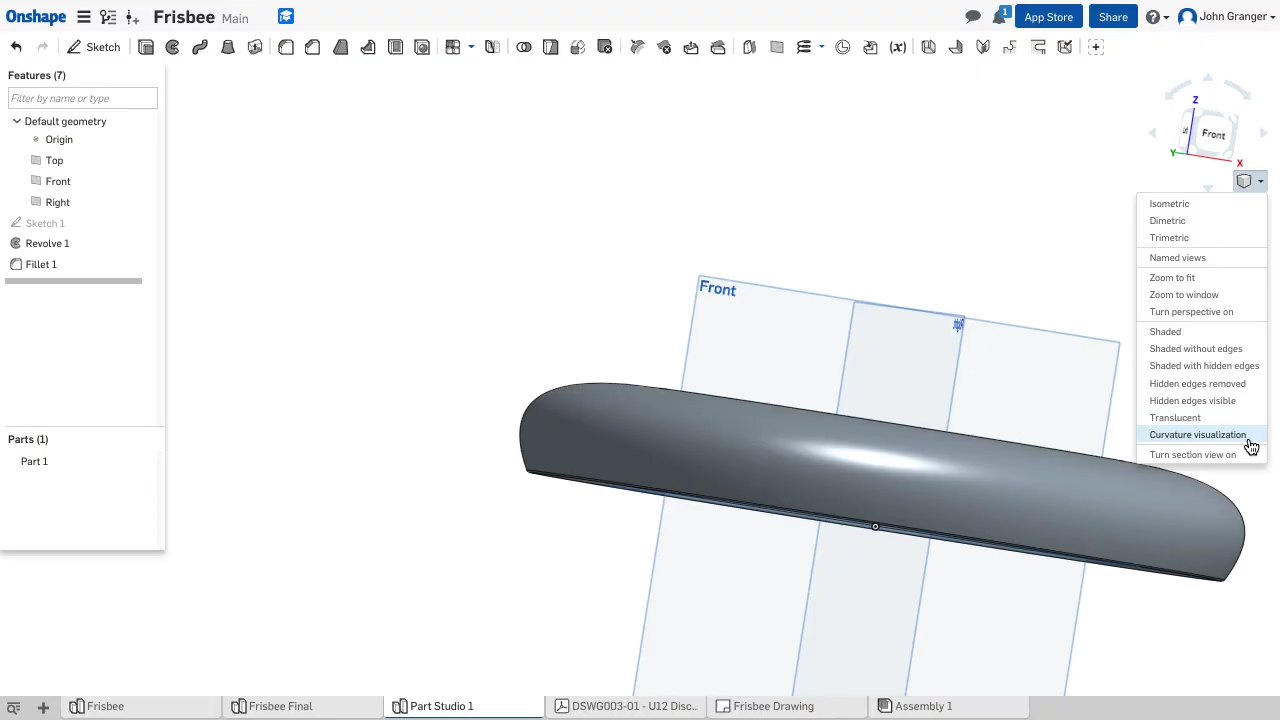 Onshape
Frisbee Main
1
App Store
Share
John Granger
Sketch
(x)
Features (7)
Filter by name or type
Default geometry
Origin
Top
Front
Right
Sketch 1
Revolve 1
Fillet 1
Parts (1)
Part 1
Z
Front
Y
X
Isometric
Dimetric
Trimetric
Named views
Zoom to fit
Zoom to window
Turn perspective on
Shaded
Shaded without edges
Shaded with hidden edges
Hidden edges removed
Hidden edges visible
Translucent
Curvature visualization
Turn section view on
Front
Frisbee
Frisbee Final
Part Studio 1
DSWG003-01 - U12 Disc...
Frisbee Drawing
Assembly 1